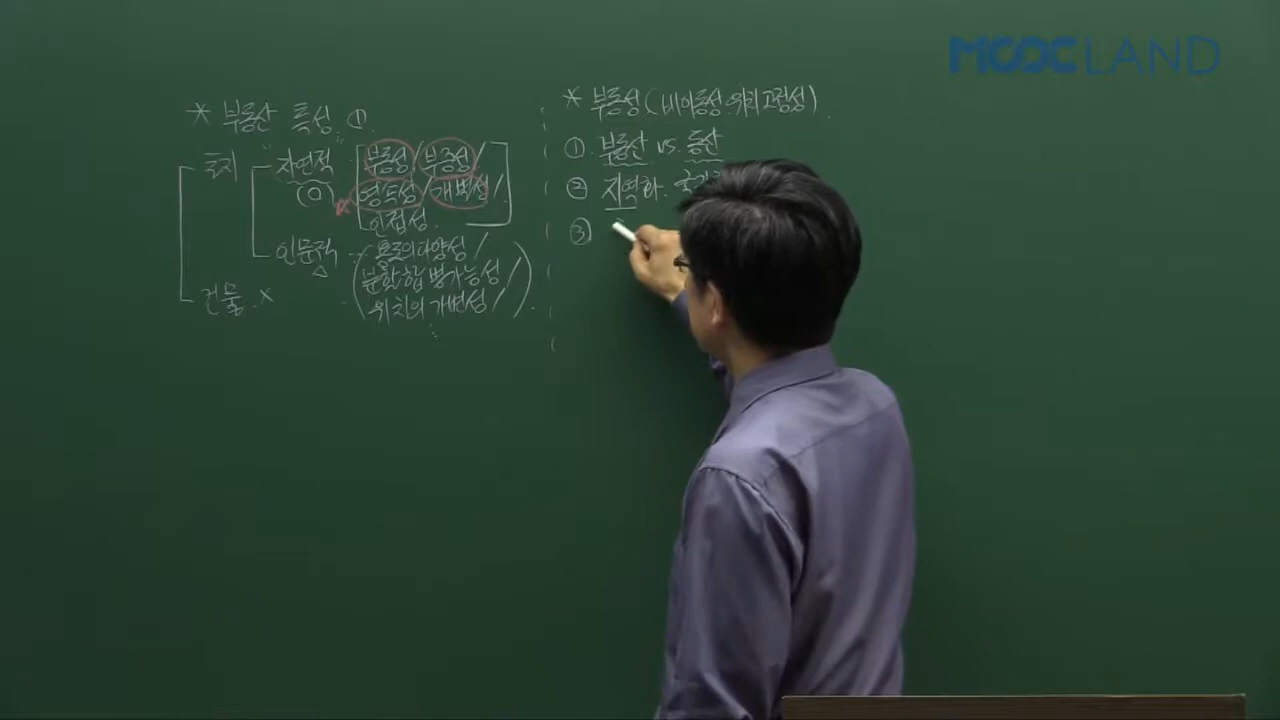 MOOC LAND
* 부동산 특성 ①.
토지
자연적 (○)
부동성/부증성/
영속성/개별성/
인접성.
인문적 … 용도의 다양성/
△
분할·합병가능성/
위치의 가변성/
건물. ×
* 부동성(비이동성·위치고정성).
① 부동산 vs. 동산
② 지역화.
③